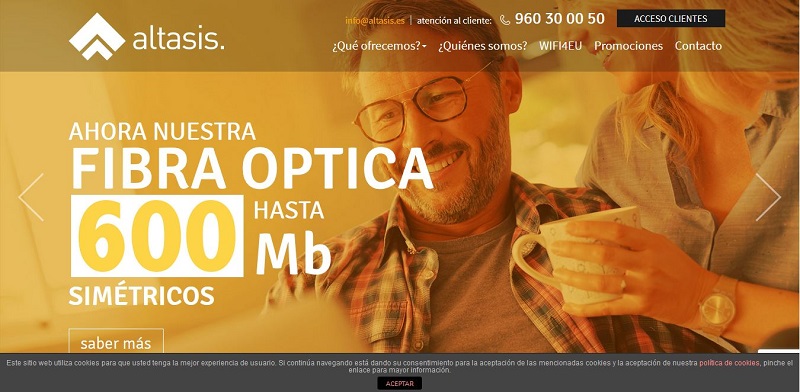 altasis.
info@altasis.es | atención al cliente: 960 30 00 50 ACCESO CLIENTES
¿Qué ofrecemos? ¿Quiénes somos? WIFI4EU Promociones Contacto
AHORA NUESTRA
FIBRA OPTICA
600 HASTA
Mb
SIMÉTRICOS
saber más
Este sitio web utiliza cookies para que usted tenga la mejor experiencia de usuario. Si continúa navegando está dando su consentimiento para la aceptación de las mencionadas cookies y la aceptación de nuestra política de cookies, pinche el
enlace para mayor información.
ACEPTAR